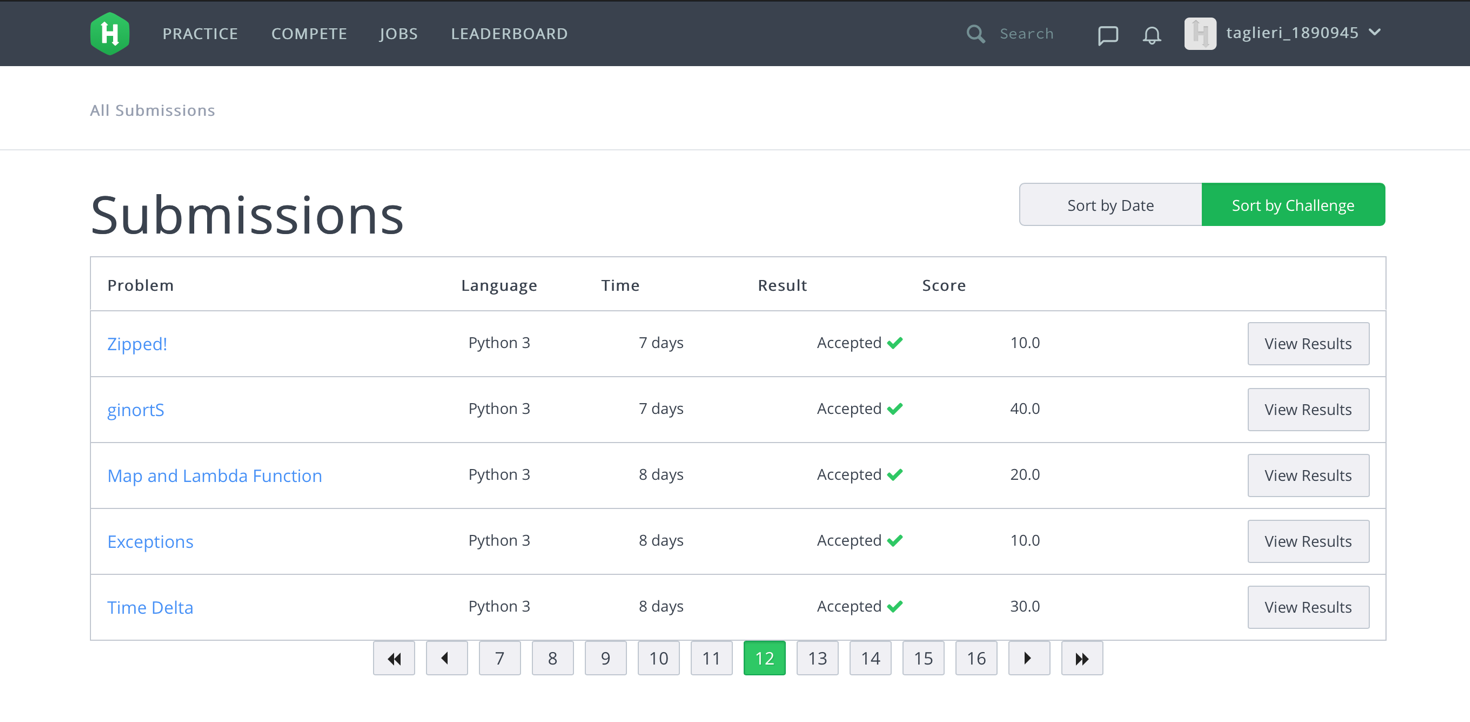 H PRACTICE COMPETE JOBS LEADERBOARD Search H taglieri_1890945
All Submissions
Submissions
Sort by Date Sort by Challenge
Problem Language Time Result Score
Zipped! Python 3 7 days Accepted 10.0 View Results
ginortS Python 3 7 days Accepted 40.0 View Results
Map and Lambda Function Python 3 8 days Accepted 20.0 View Results
Exceptions Python 3 8 days Accepted 10.0 View Results
Time Delta Python 3 8 days Accepted 30.0 View Results
7 8 9 10 11 12 13 14 15 16